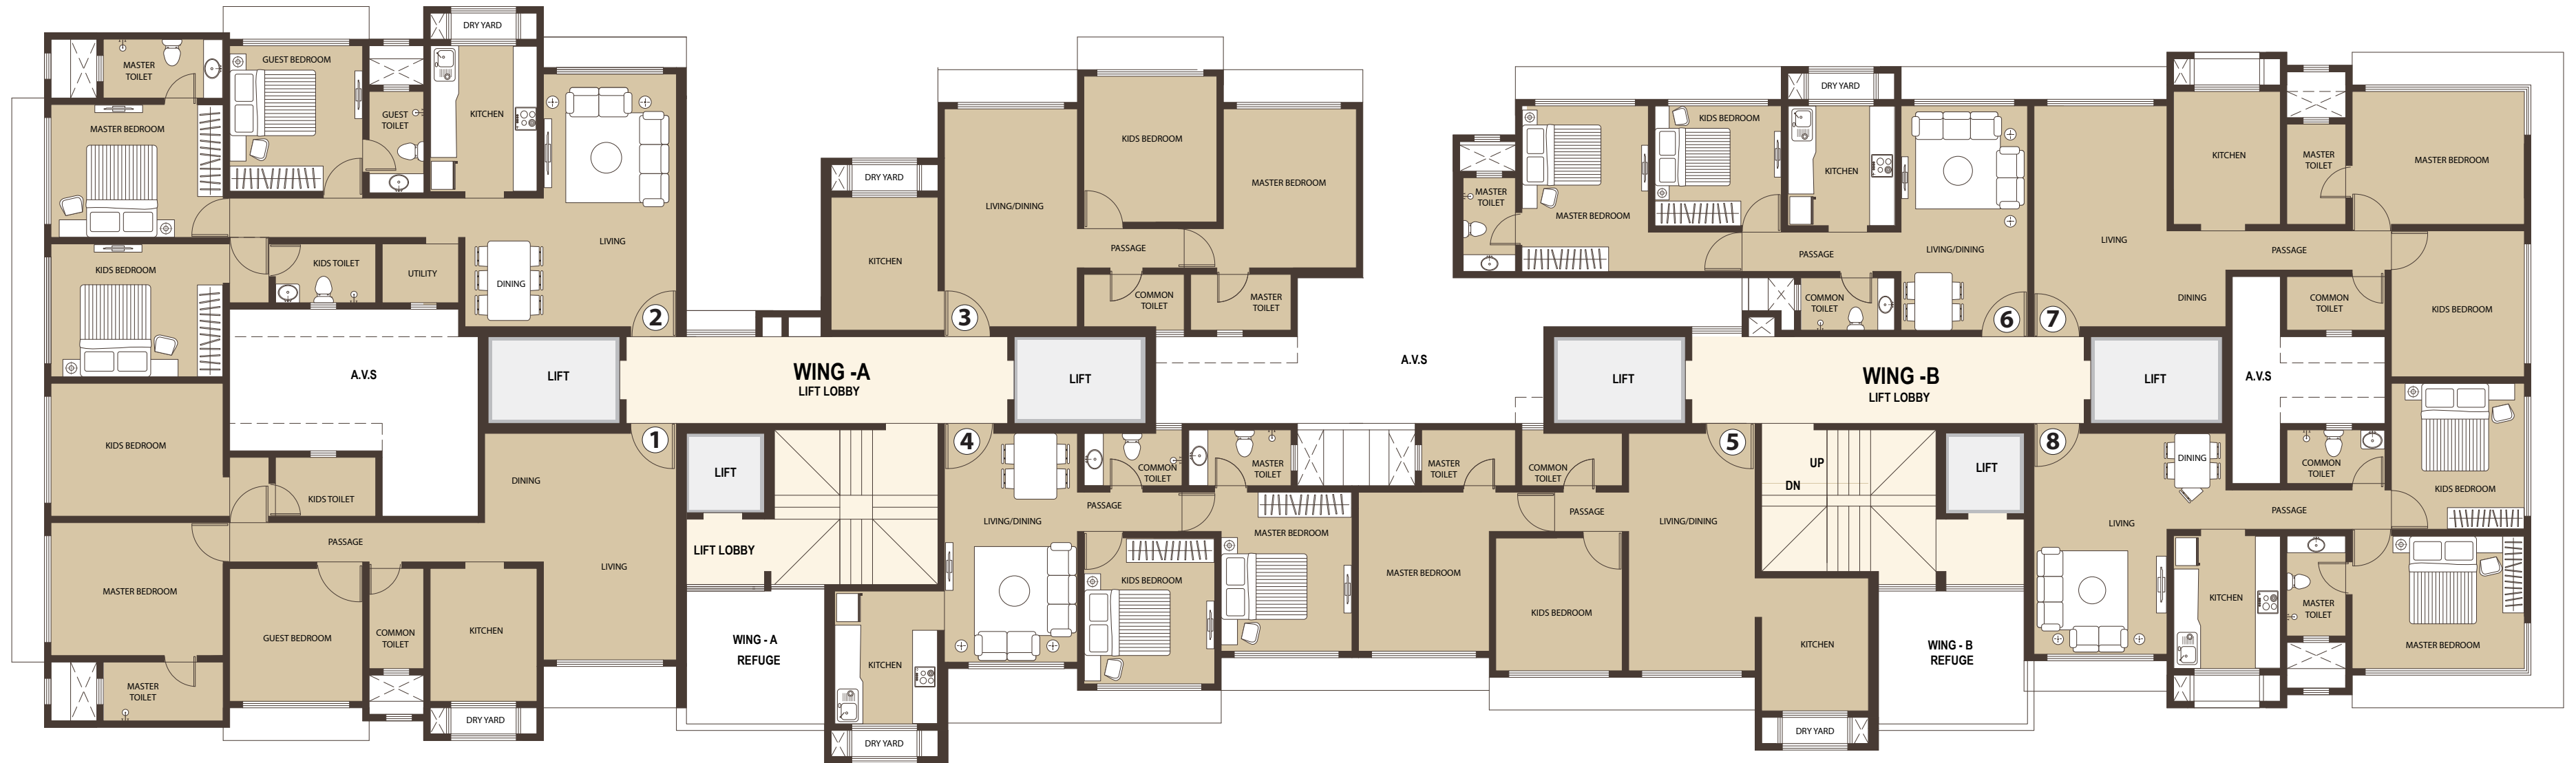 DRY YARD
MASTER
TOILET
GUEST BEDROOM
GUEST
TOILET
KITCHEN
MASTER BEDROOM
KIDS BEDROOM
KIDS TOILET
UTILITY
DINING
LIVING
2
A.V.S
LIFT
KIDS BEDROOM
KIDS TOILET
MASTER BEDROOM
PASSAGE
MASTER
TOILET
GUEST BEDROOM
COMMON
TOILET
KITCHEN
DRY YARD
DINING
LIVING
1
WING -A
LIFT LOBBY
LIFT
LIFT
LIFT LOBBY
WING - A
REFUGE
DRY YARD
KITCHEN
LIVING/DINING
3
KIDS BEDROOM
MASTER BEDROOM
PASSAGE
COMMON
TOILET
MASTER
TOILET
4
LIVING/DINING
KITCHEN
DRY YARD
PASSAGE
COMMON
TOILET
MASTER
TOILET
KIDS BEDROOM
MASTER BEDROOM
A.V.S
MASTER
TOILET
COMMON
TOILET
MASTER BEDROOM
PASSAGE
KIDS BEDROOM
LIVING/DINING
5
KITCHEN
DRY YARD
MASTER
TOILET
MASTER BEDROOM
KIDS BEDROOM
DRY YARD
KITCHEN
PASSAGE
COMMON
TOILET
LIVING/DINING
6
LIFT
WING -B
LIFT LOBBY
LIFT
UP
DN
LIFT
WING - B
REFUGE
7
LIVING
DINING
KITCHEN
MASTER
TOILET
MASTER BEDROOM
PASSAGE
COMMON
TOILET
KIDS BEDROOM
A.V.S
8
DINING
LIVING
COMMON
TOILET
PASSAGE
KIDS BEDROOM
KITCHEN
MASTER
TOILET
MASTER BEDROOM